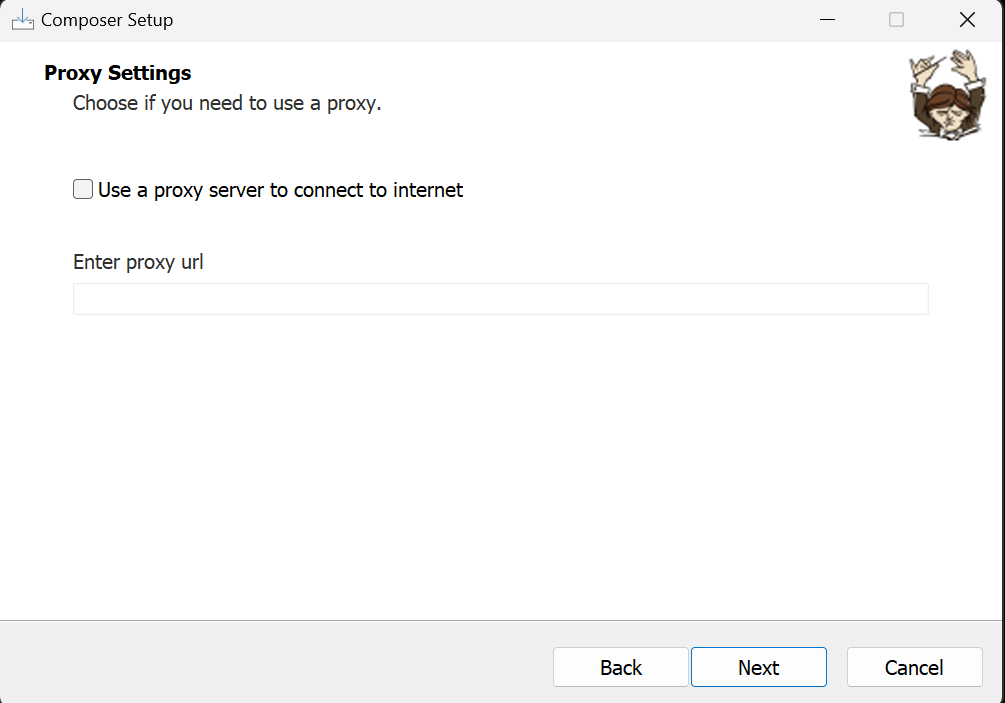 Composer Setup
Proxy Settings
Choose if you need to use a proxy.
Use a proxy server to connect to internet
Enter proxy url
Back
Next
Cancel